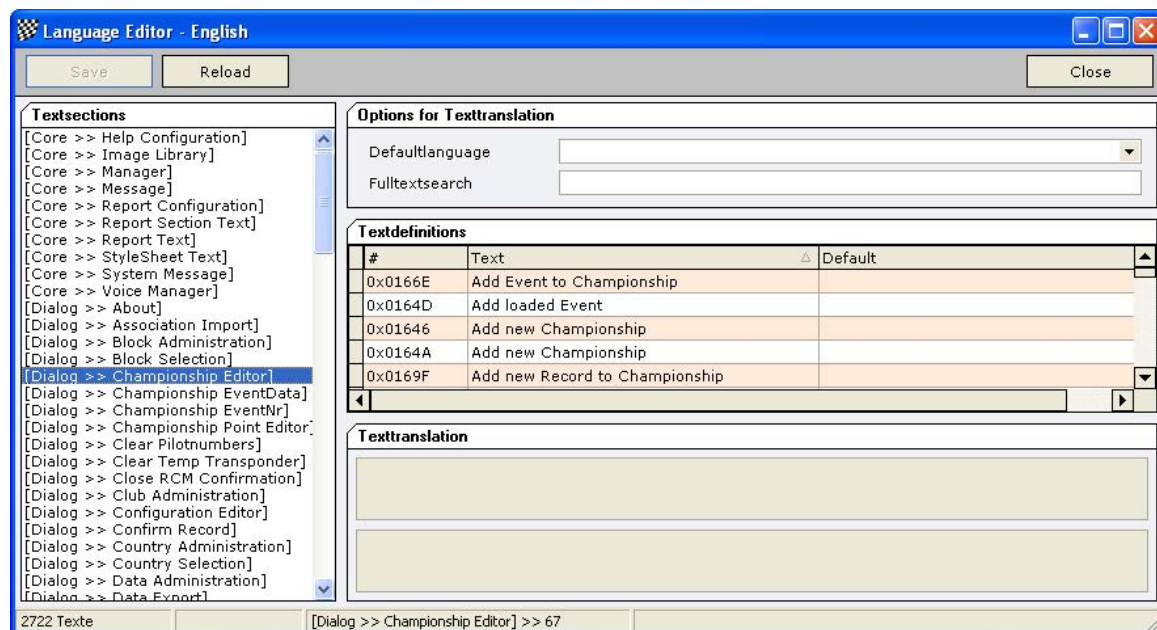 Language Editor - English
Save Reload Close
Textsections
[Core >> Help Configuration]
[Core >> Image Library]
[Core >> Manager]
[Core >> Message]
[Core >> Report Configuration]
[Core >> Report Section Text]
[Core >> Report Text]
[Core >> StyleSheet Text]
[Core >> System Message]
[Core >> Voice Manager]
[Dialog >> About]
[Dialog >> Association Import]
[Dialog >> Block Administration]
[Dialog >> Block Selection]
[Dialog >> Championship Editor]
[Dialog >> Championship EventData]
[Dialog >> Championship EventNr]
[Dialog >> Championship Point Editor]
[Dialog >> Clear Pilotnumbers]
[Dialog >> Clear Temp Transponder]
[Dialog >> Close RCM Confirmation]
[Dialog >> Club Administration]
[Dialog >> Configuration Editor]
[Dialog >> Confirm Record]
[Dialog >> Country Administration]
[Dialog >> Country Selection]
[Dialog >> Data Administration]
[Dialog >> Data Export]
Options for Texttranslation
Defaultlanguage
Fulltextsearch
Textdefinitions
# Text Default
0x0166E Add Event to Championship
0x0164D Add loaded Event
0x01646 Add new Championship
0x0164A Add new Championship
0x0169F Add new Record to Championship
Texttranslation
2722 Texte [Dialog >> Championship Editor] >> 67